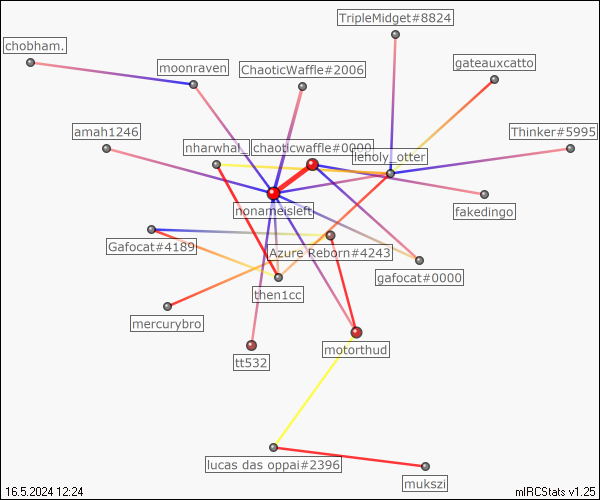 TripleMidget#8824
chobham.
gateauxcatto
moonraven
ChaoticWaffle#2006
amah1246
Thinker#5995
nharwhal_
chaoticwaffle#0000
lenoly_otter
nonameisleft
fakedingo
Gafocat#4189
Azure Reborn#4243
gafocat#0000
then1cc
mercurybro
motorthud
tt532
lucas das oppai#2396
mukszi
16.5.2024 12:24
mIRCStats v1.25